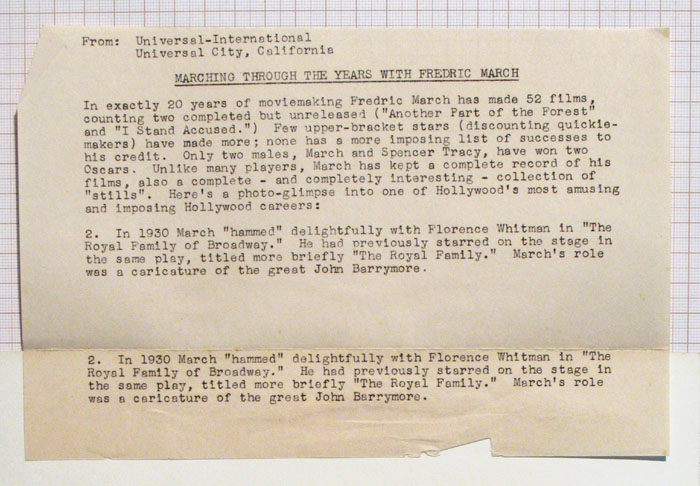 From: Universal-International
Universal City, California
MARCHING THROUGH THE YEARS WITH FREDRIC MARCH
In exactly 20 years of moviemaking Fredric March has made 52 films,
counting two completed but unreleased ("Another Part of the Forest"
and "I Stand Accused.") Few upper-bracket stars (discounting quickie-
makers) have made more; none has a more imposing list of successes to
his credit. Only two males, March and Spencer Tracy, have won two
Oscars. Unlike many players, March has kept a complete record of his
films, also a complete - and completely interesting - collection of
"stills". Here's a photo-glimpse into one of Hollywood's most amusing
and imposing Hollywood careers:
2. In 1930 March "hammed" delightfully with Florence Whitman in "The
Royal Family of Broadway." He had previously starred on the stage in
the same play, titled more briefly "The Royal Family." March's role
was a caricature of the great John Barrymore.
2. In 1930 March "hammed" delightfully with Florence Whitman in "The
Royal Family of Broadway." He had previously starred on the stage in
the same play, titled more briefly "The Royal Family." March's role
was a caricature of the great John Barrymore.